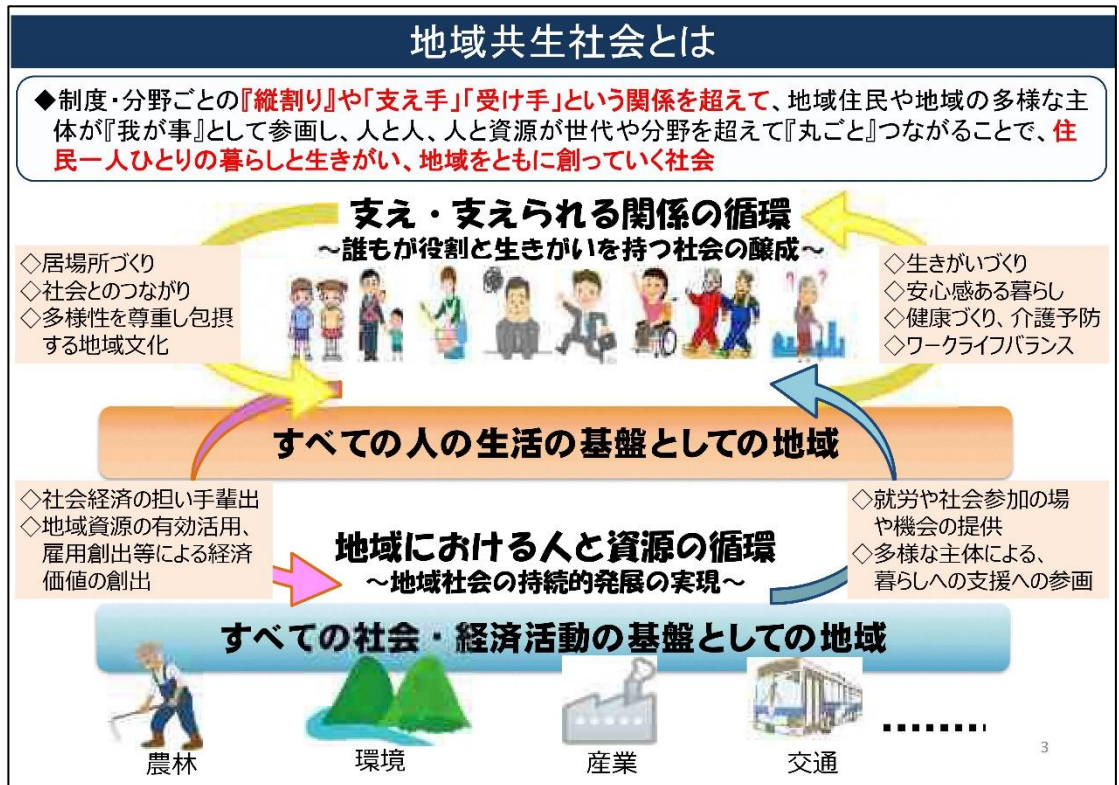 地域共生社会とは
◆制度・分野ごとの『縦割り』や「支え手」「受け手」という関係を超えて、地域住民や地域の多様な主
体が『我が事』として参画し、人と人、人と資源が世代や分野を超えて『丸ごと』つながることで、住
民一人ひとりの暮らしと生きがい、地域をともに創っていく社会
支え・支えられる関係の循環
～誰もが役割と生きがいを持つ社会の醸成～
◇居場所づくり
◇社会とのつながり
◇多様性を尊重し包摂
する地域文化
◇生きがいづくり
◇安心感ある暮らし
◇健康づくり、介護予防
◇ワークライフバランス
すべての人の生活の基盤としての地域
◇社会経済の担い手輩出
◇地域資源の有効活用、
雇用創出等による経済
価値の創出
地域における人と資源の循環
～地域社会の持続的発展の実現～
◇就労や社会参加の場
や機会の提供
◇多様な主体による、
暮らしへの支援への参画
すべての社会・経済活動の基盤としての地域
農林
環境
産業
交通
………
3